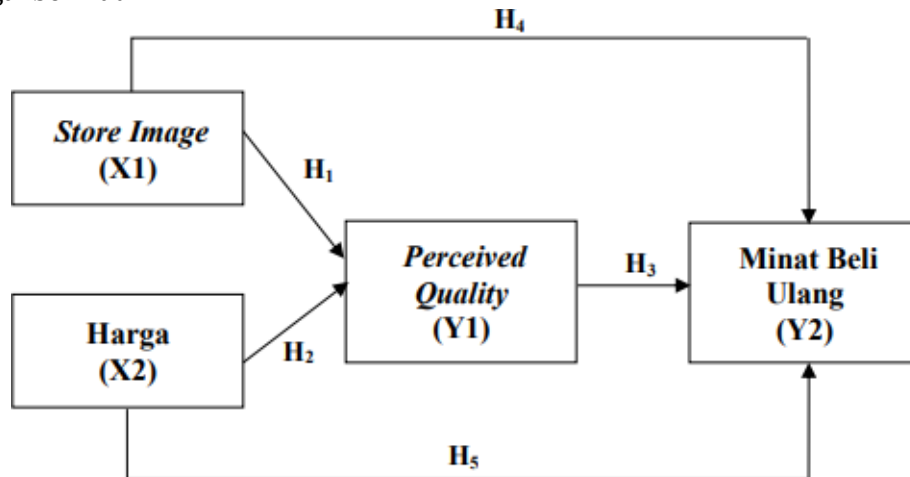 H₄
Store Image
(X1)
H₁
Perceived
Quality
(Y1)
H₃
Minat Beli
Ulang
(Y2)
Harga
(X2)
H₂
H₅